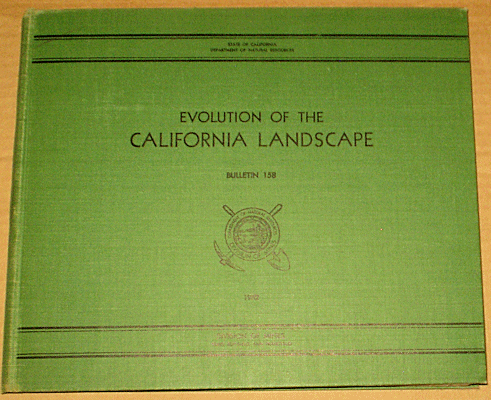 STATE OF CALIFORNIA
DEPARTMENT OF NATURAL RESOURCES
EVOLUTION OF THE
CALIFORNIA LANDSCAPE
BULLETIN 158